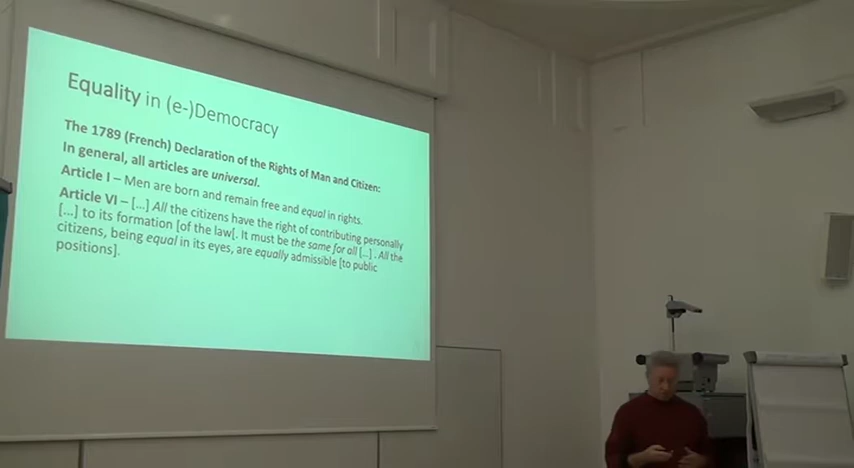 Equality in (e-)Democracy
The 1789 (French) Declaration of the Rights of Man and Citizen:
In general, all articles are universal.
Article I – Men are born and remain free and equal in rights.
Article VI – […] All the citizens have the right of contributing personally
[…] to its formation [of the law[. It must be the same for all […] . All the
citizens, being equal in its eyes, are equally admissible [to public
positions].